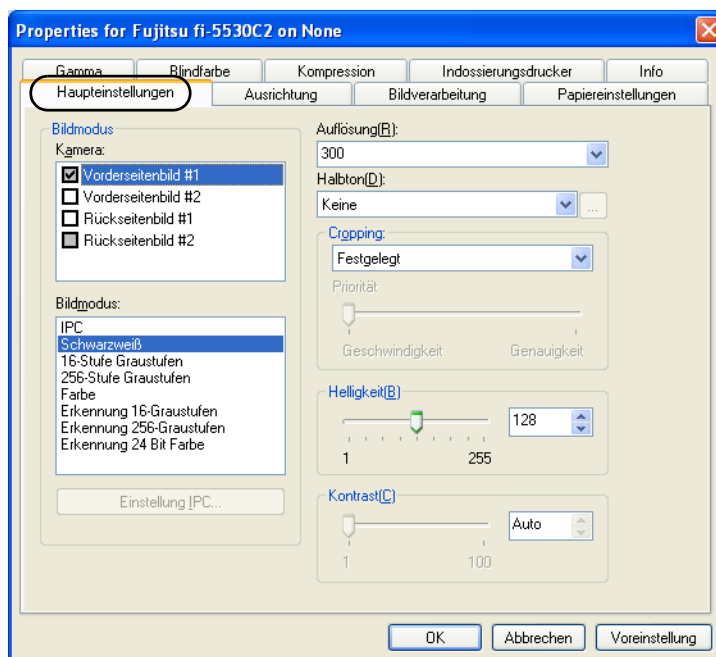 Properties for Fujitsu fi-5530C2 on None
Gamma
Blindfarbe
Kompression
Indossierungsdrucker
Info
Haupteinstellungen
Ausrichtung
Bildverarbeitung
Papiereinstellungen
Bildmodus
Kamera:
Vorderseitenbild #1
Vorderseitenbild #2
Rückseitenbild #1
Rückseitenbild #2
Bildmodus:
IPC
Schwarzweiß
16-Stufe Graustufen
256-Stufe Graustufen
Farbe
Erkennung 16-Graustufen
Erkennung 256-Graustufen
Erkennung 24 Bit Farbe
Einstellung IPC...
Auflösung(R):
300
Halbton(D):
Keine
...
Cropping:
Festgelegt
Priorität
Geschwindigkeit
Genauigkeit
Helligkeit(B)
128
1
255
Kontrast(C)
Auto
1
100
OK
Abbrechen
Voreinstellung